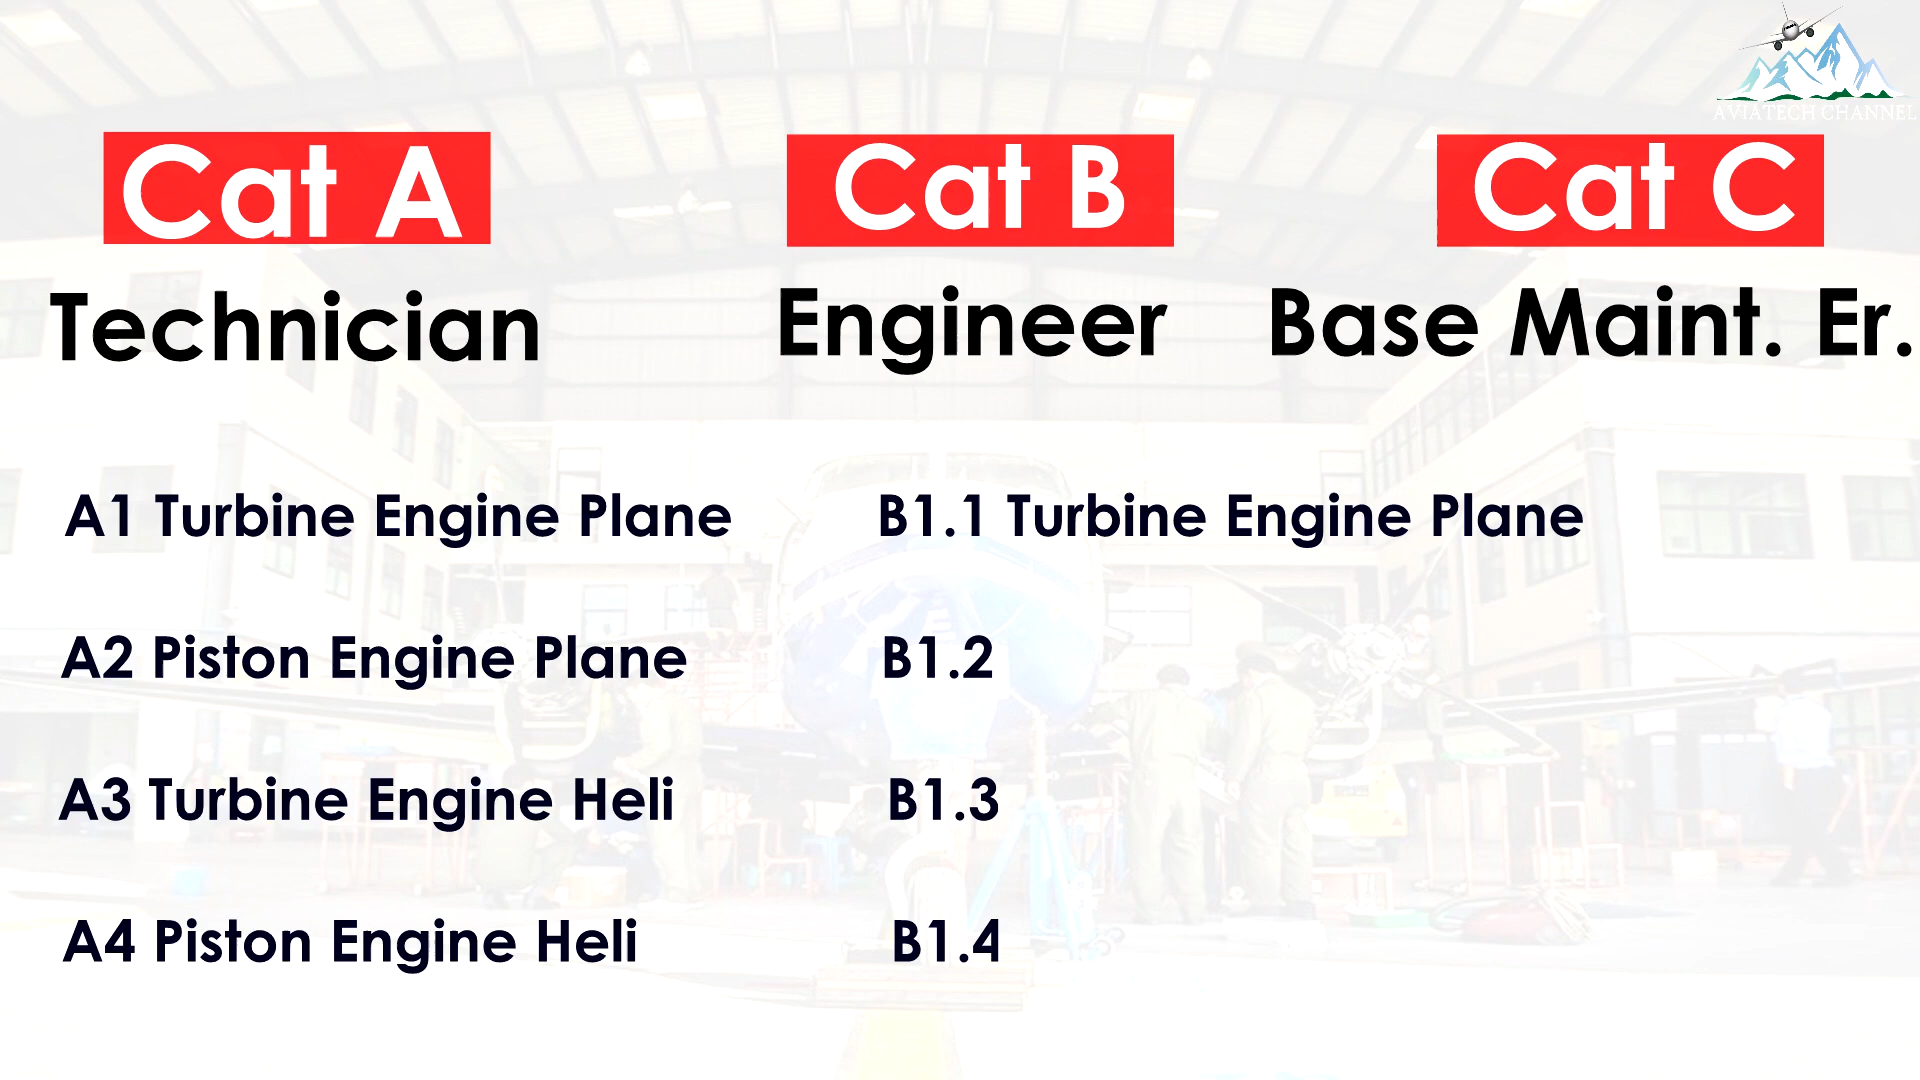 AVIATECH CHANNEL
Cat A
Cat B
Cat C
Technician
Engineer
Base Maint. Er.
A1 Turbine Engine Plane
B1.1 Turbine Engine Plane
A2 Piston Engine Plane
B1.2
A3 Turbine Engine Heli
B1.3
A4 Piston Engine Heli
B1.4